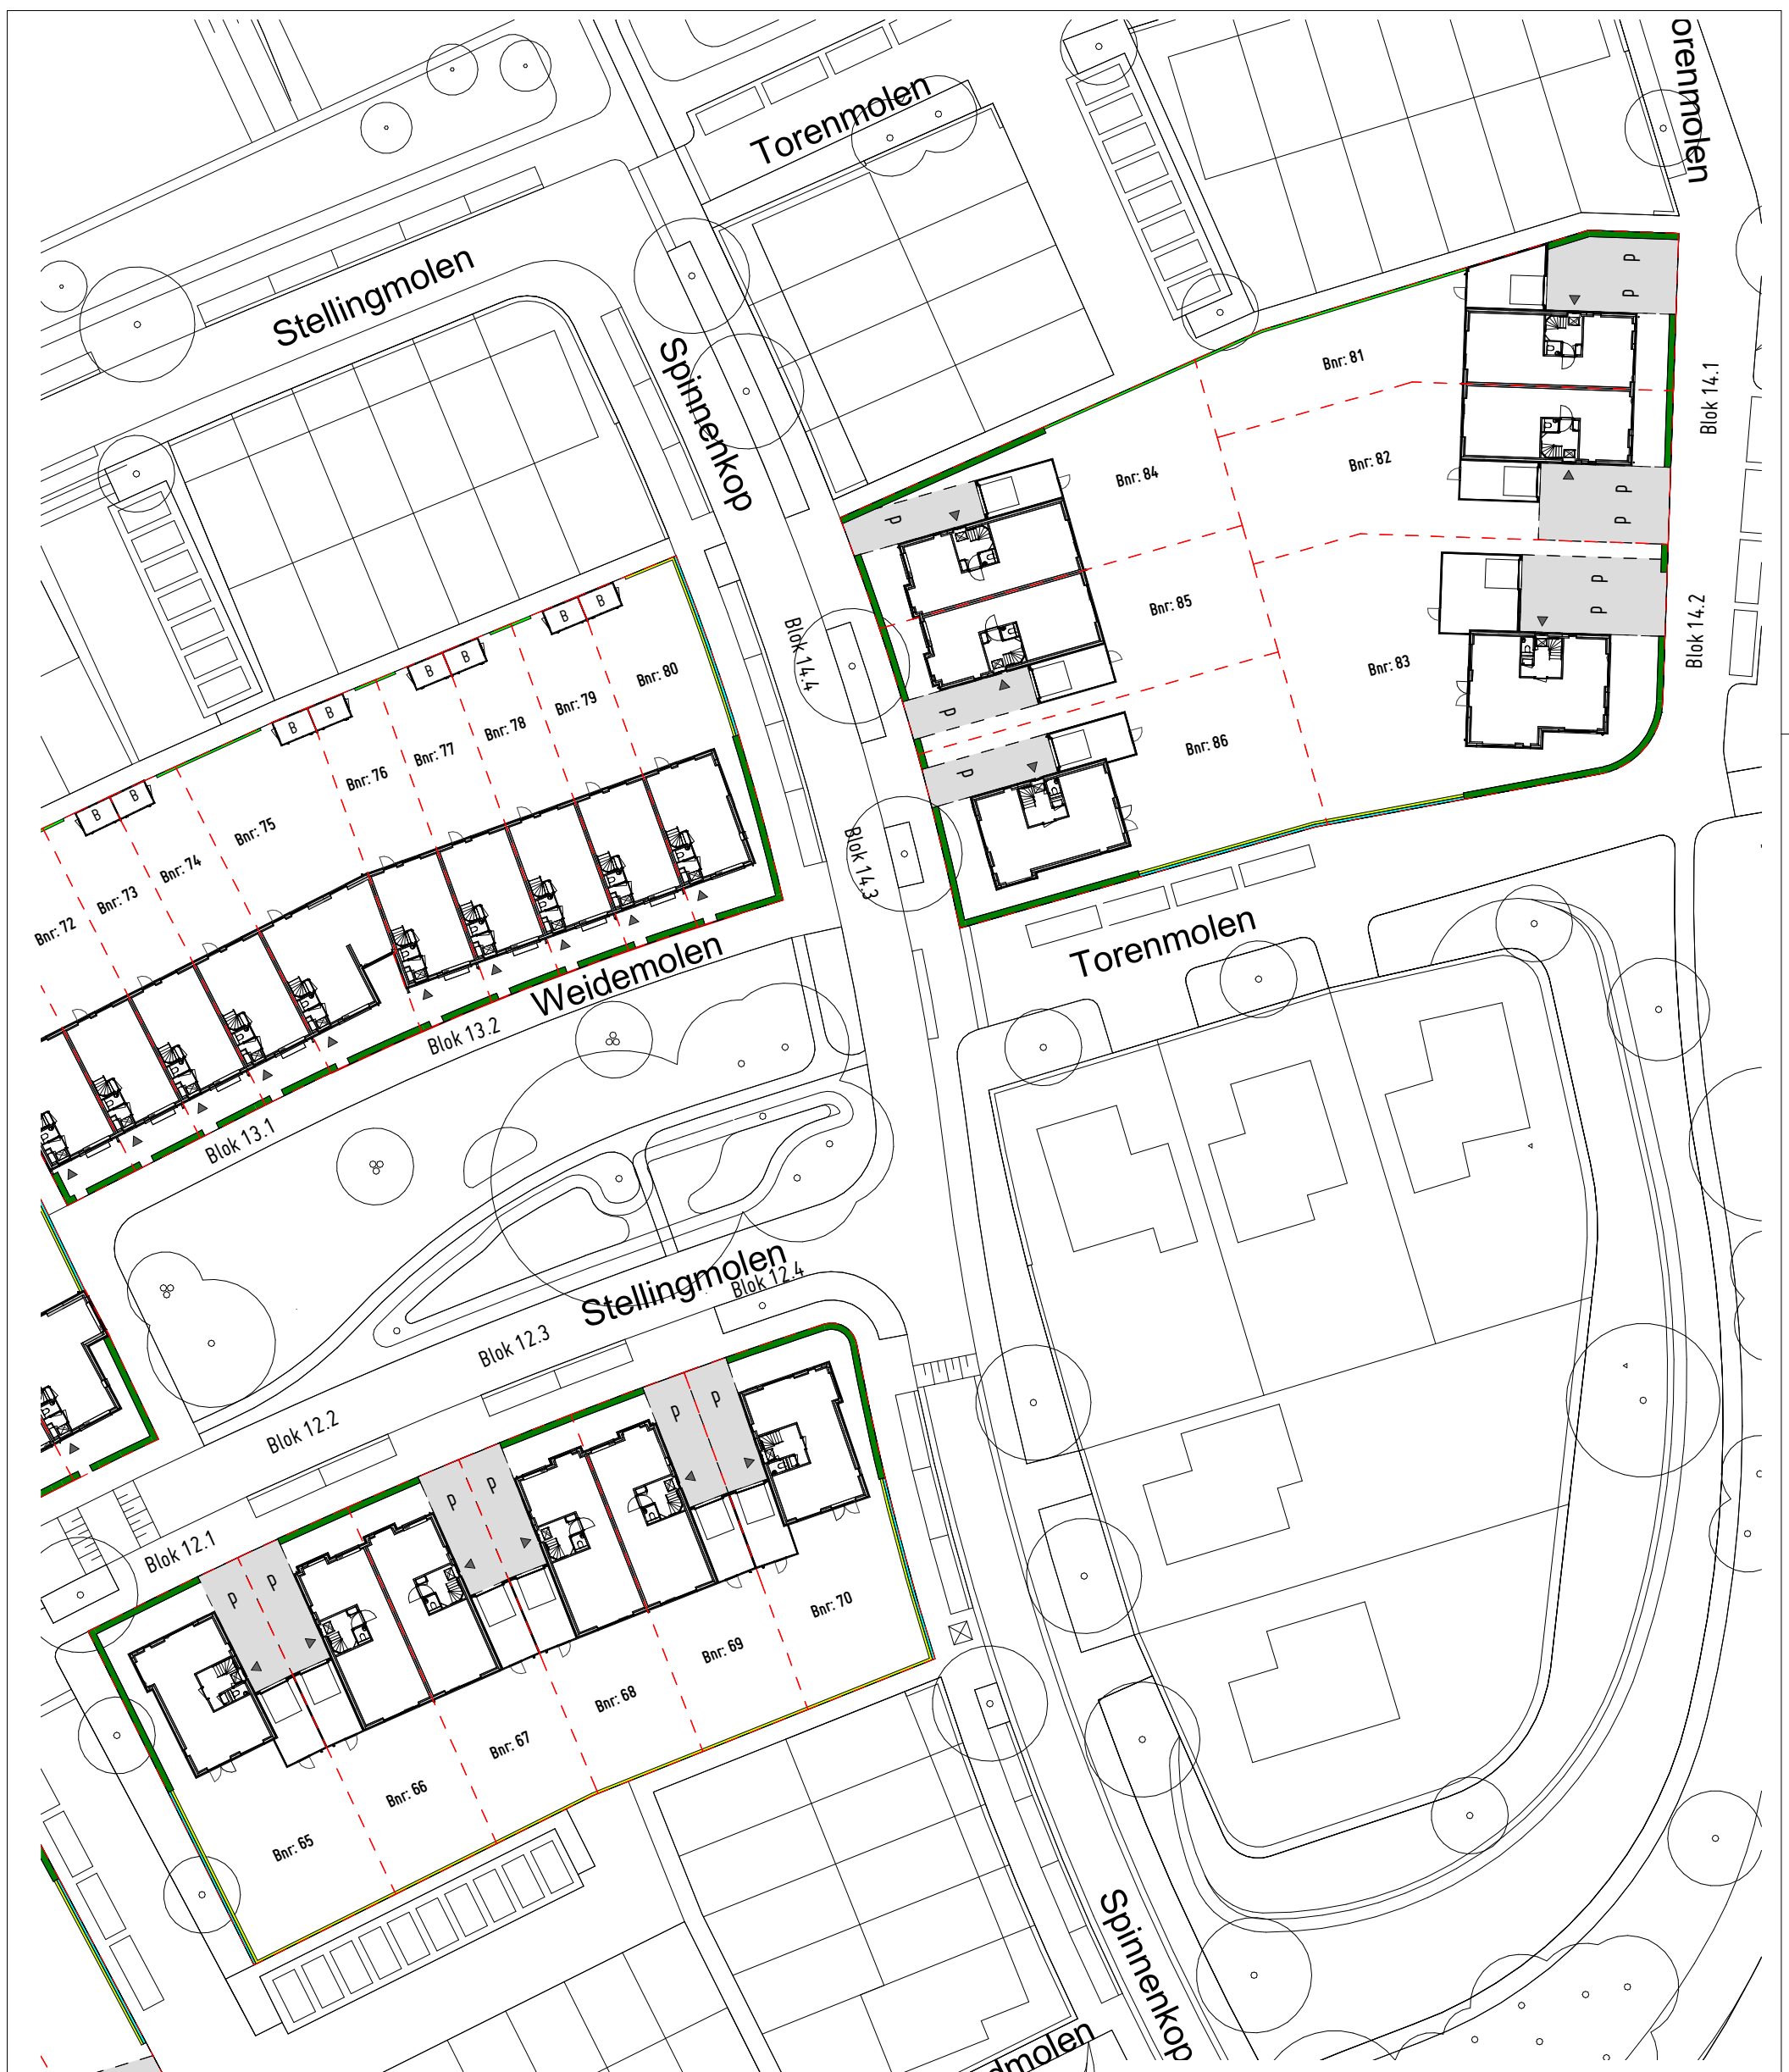 Torenmolen
orenmolen
Stellingmolen
Spinnenkop
P
P
Bnr: 81
Blok 14.1
Bnr: 82
Bnr: 84
P
P
P
P
P
Bnr: 85
Blok 14.2
Bnr: 83
Blok 14.4
P
Bnr: 86
P
Blok 14.3
B
B
B
B
B
B
B
B
Bnr: 80
Bnr: 79
Bnr: 78
Bnr: 77
Bnr: 76
Bnr: 75
Bnr: 74
Bnr: 73
Bnr: 72
Weidemolen
Torenmolen
Blok 13.2
Blok 13.1
Stellingmolen
Blok 12.4
Blok 12.3
Blok 12.2
Blok 12.1
P
P
P
P
P
P
Bnr: 70
Bnr: 69
Bnr: 68
Bnr: 67
Bnr: 66
Bnr: 65
Spinnenkop
dmolen